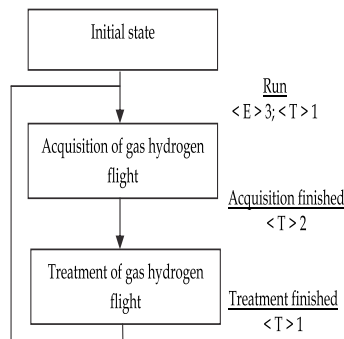 Initial state
Run
< E > 3; < T > 1
Acquisition of gas hydrogen
flight
Acquisition finished
< T > 2
Treatment of gas hydrogen
flight
Treatment finished
< T > 1